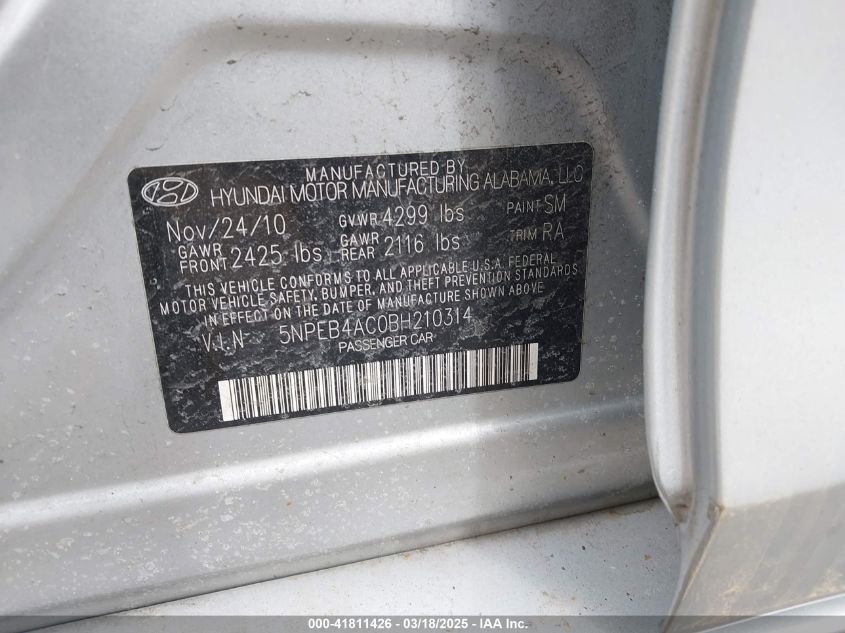 MANUFACTURED BY
HYUNDAI MOTOR MANUFACTURING ALABAMA, LLC
Nov/24/10 GVWR 4299 lbs PAINT SM
GAWR FRONT 2425 lbs GAWR REAR 2116 lbs TRIM RA
THIS VEHICLE CONFORMS TO ALL APPLICABLE U.S.A. FEDERAL
MOTOR VEHICLE SAFETY, BUMPER, AND THEFT PREVENTION STANDARDS
IN EFFECT ON THE DATE OF MANUFACTURE SHOWN ABOVE.
V.I.N 5NPEB4AC0BH210314
PASSENGER CAR
000-41811426 - 03/18/2025 - IAA Inc.